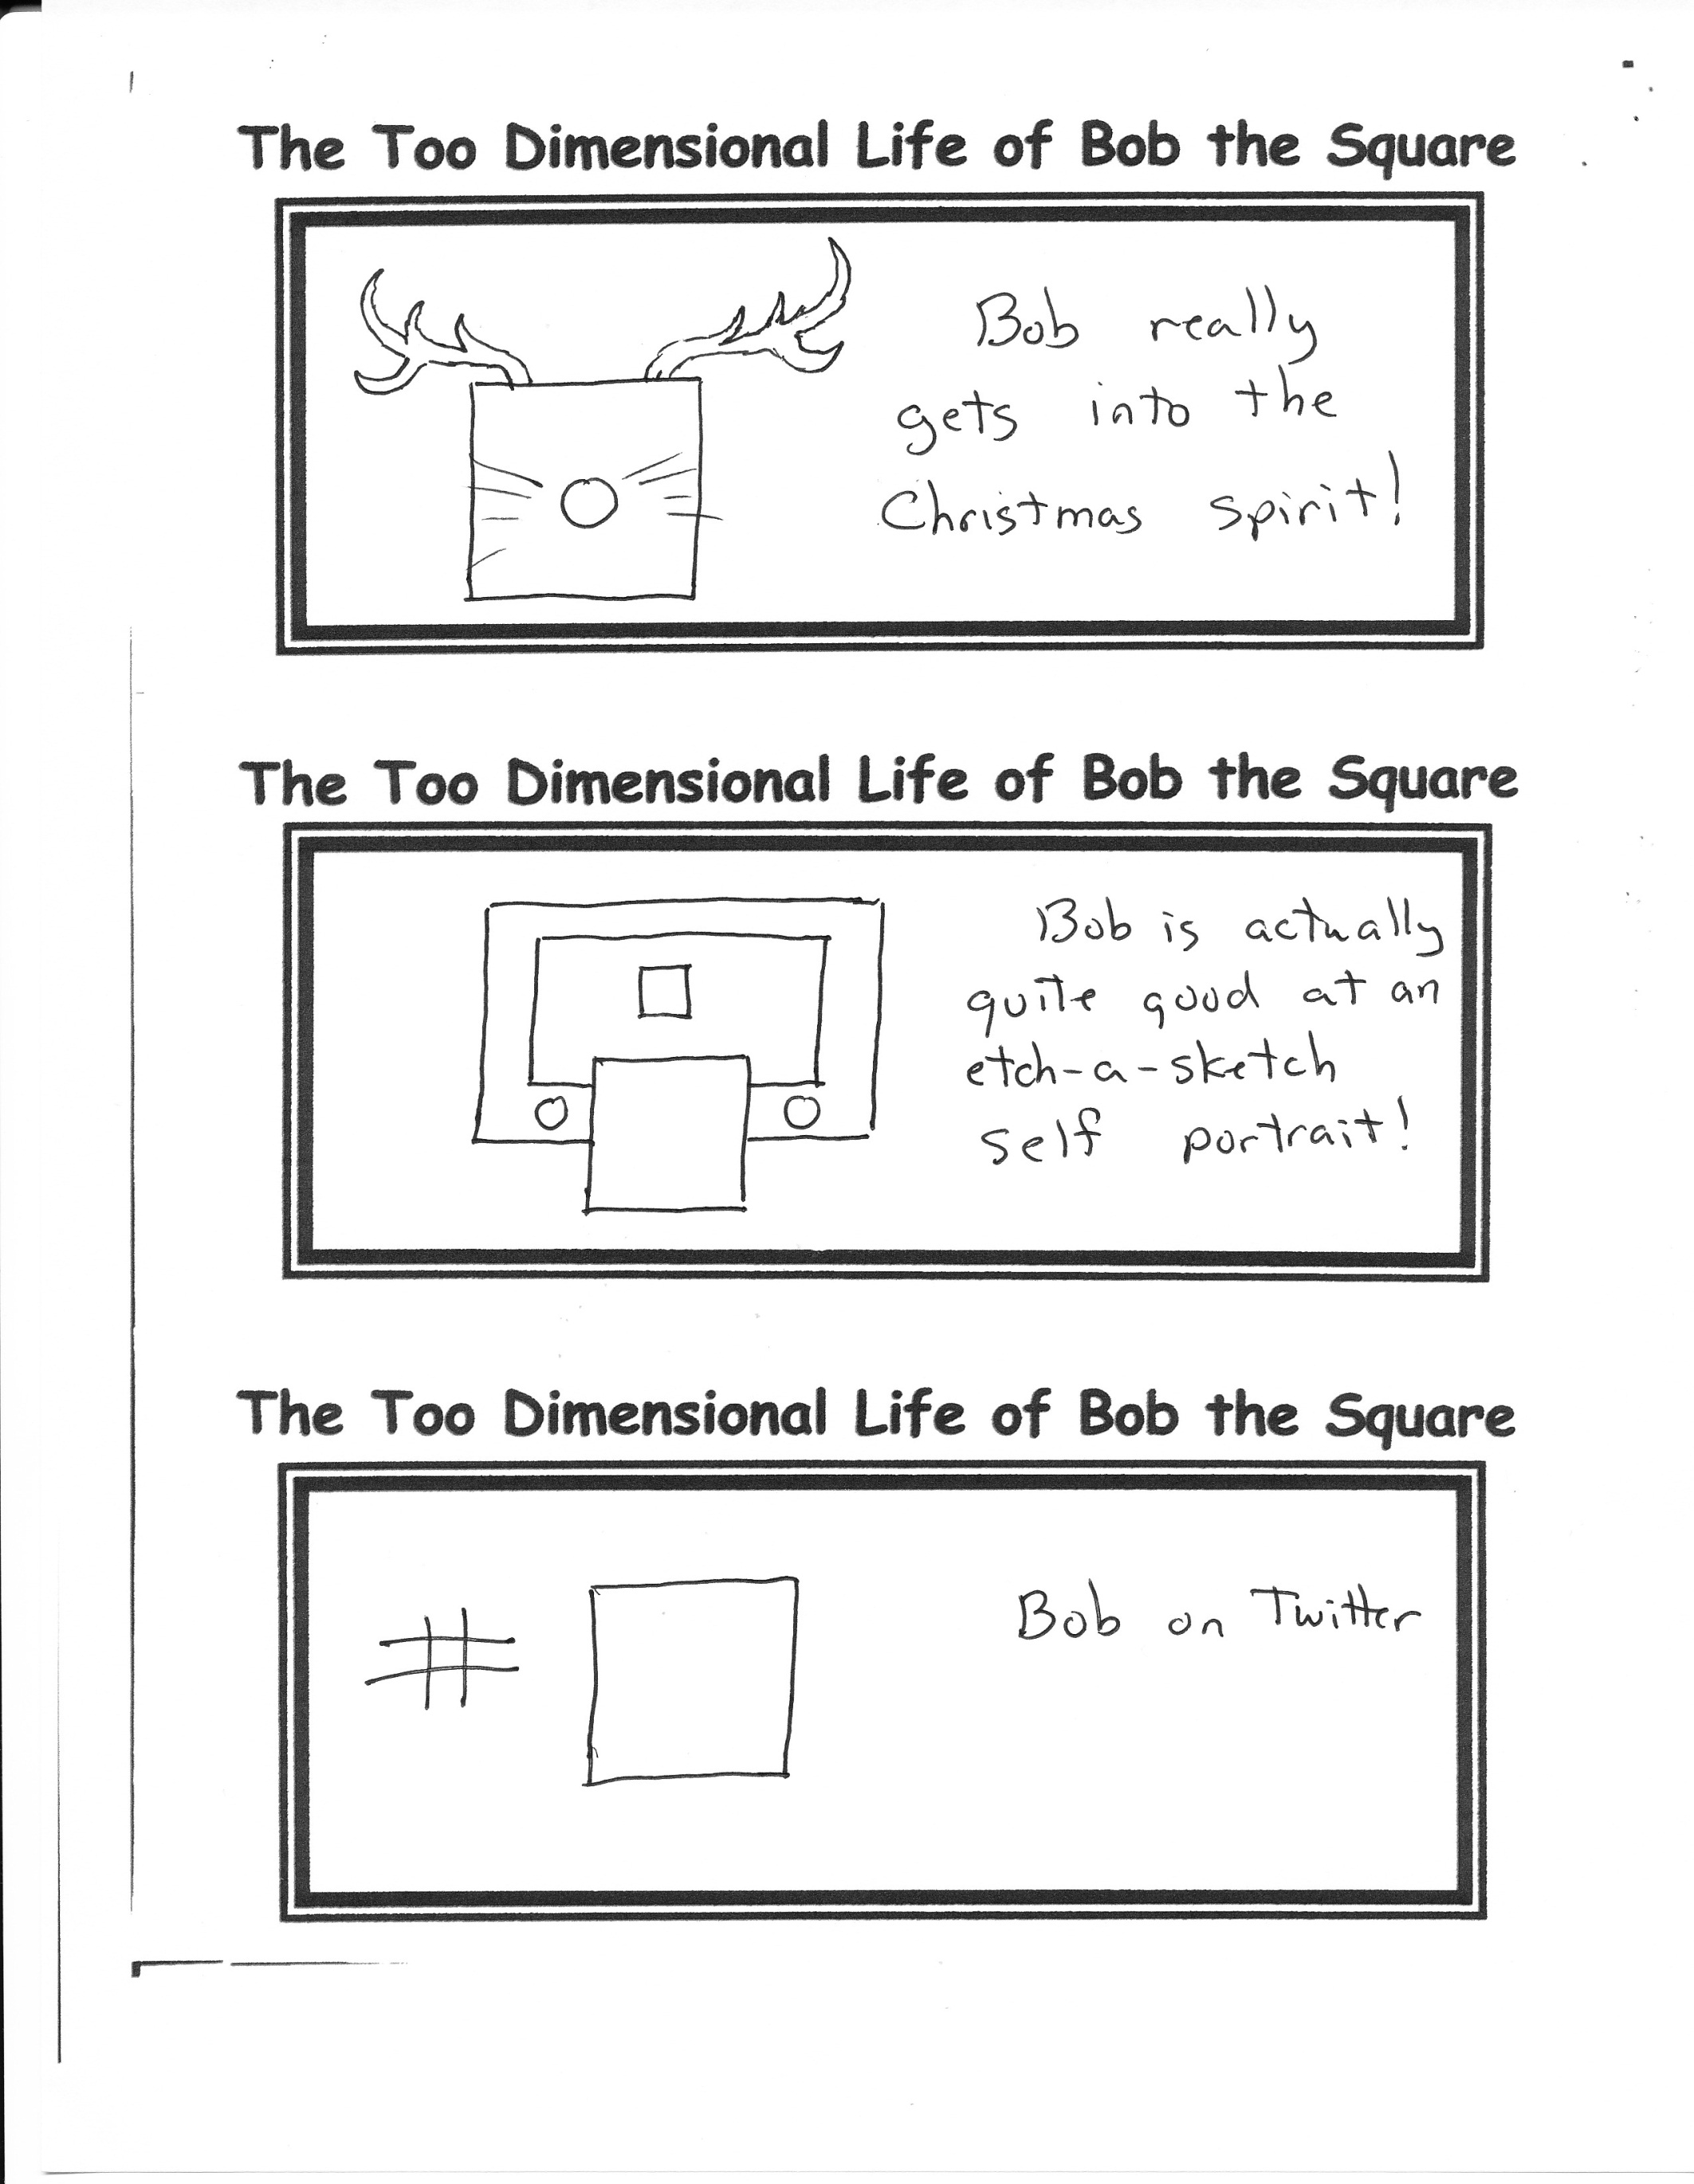 The Too Dimensional Life of Bob the Square
Bob really
gets into the
Christmas spirit!
The Too Dimensional Life of Bob the Square
Bob is actually
quite good at an
etch-a-sketch
self portrait!
The Too Dimensional Life of Bob the Square
#
Bob on Twitter